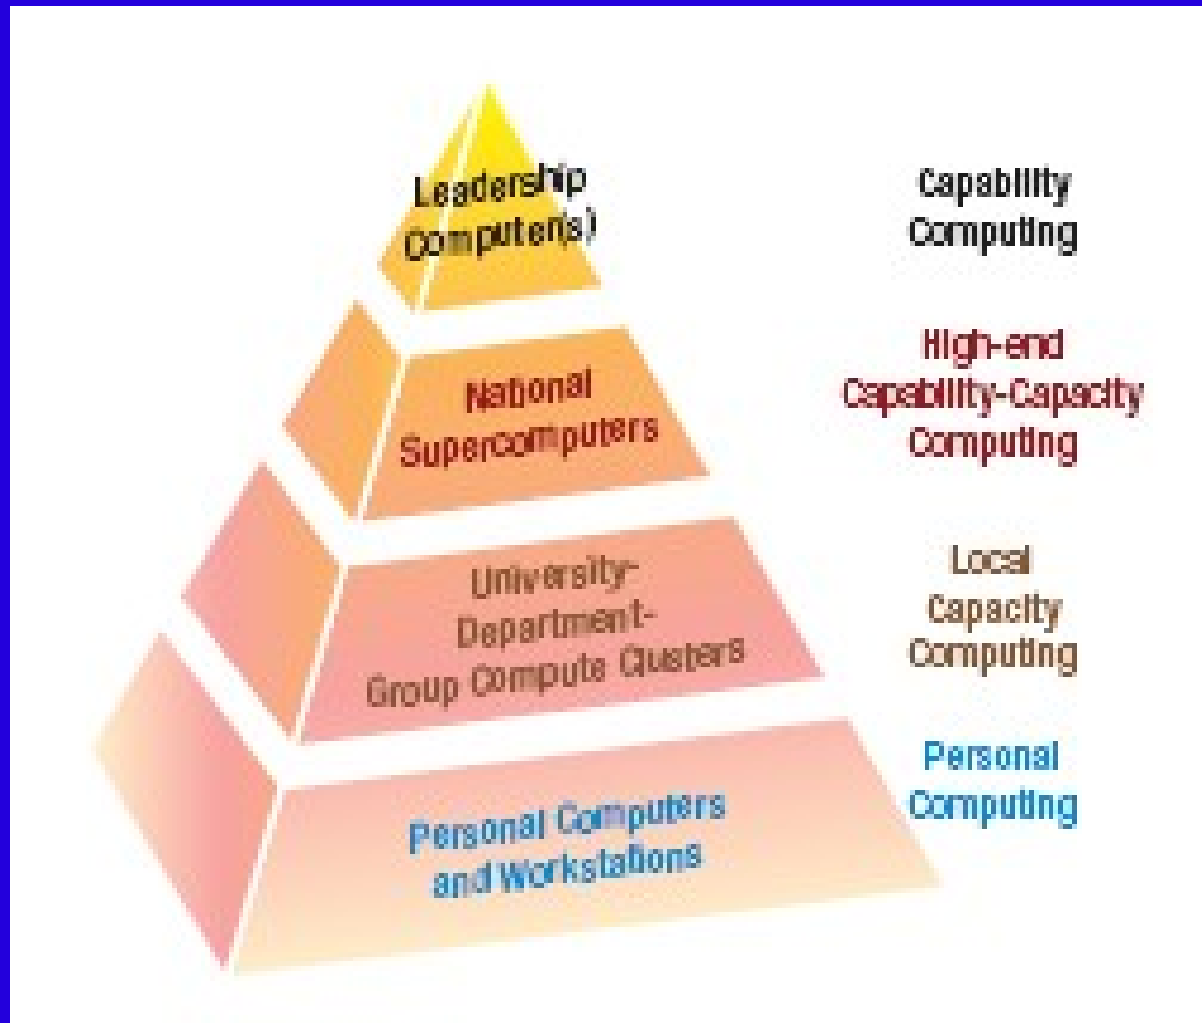 Leadership
Computer(s)
Capability
Computing
National
Supercomputers
High-end
Capability-Capacity
Computing
University-
Department-
Group Compute Clusters
Local
Capacity
Computing
Personal Computers
and Workstations
Personal
Computing